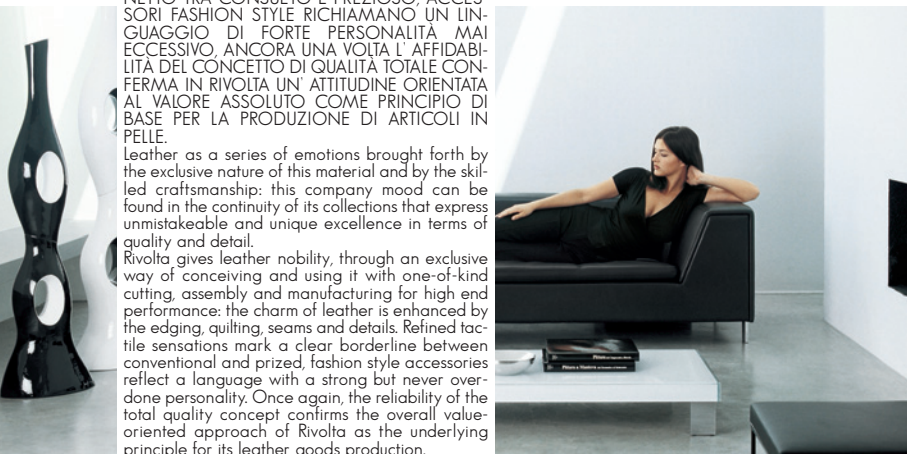 NETTO TRA CONSUETO E PREZIOSO, ACCES-
SORI FASHION STYLE RICHIAMANO UN LIN-
GUAGGIO DI FORTE PERSONALITÀ MAI
ECCESSIVO, ANCORA UNA VOLTA L' AFFIDABI-
LITÀ DEL CONCETTO DI QUALITÀ TOTALE CON-
FERMA IN RIVOLTA UN' ATTITUDINE ORIENTATA
AL VALORE ASSOLUTO COME PRINCIPIO DI
BASE PER LA PRODUZIONE DI ARTICOLI IN
PELLE.
Leather as a series of emotions brought forth by
the exclusive nature of this material and by the skil-
led craftsmanship: this company mood can be
found in the continuity of its collections that express
unmistakeable and unique excellence in terms of
quality and detail.
Rivolta gives leather nobility, through an exclusive
way of conceiving and using it with one-of-kind
cutting, assembly and manufacturing for high end
performance: the charm of leather is enhanced by
the edging, quilting, seams and details. Refined tac-
tile sensations mark a clear borderline between
conventional and prized, fashion style accessories
reflect a language with a strong but never over-
done personality. Once again, the reliability of the
total quality concept confirms the overall value-
oriented approach of Rivolta as the underlying
principle for its leather goods production.